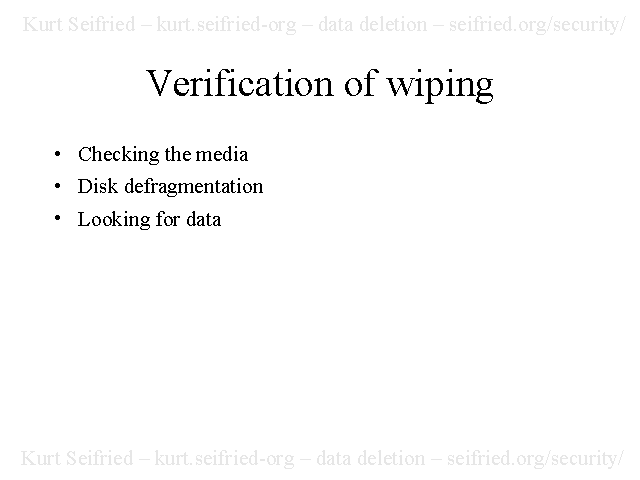 Kurt Seifried – kurt.seifried-org – data deletion – seifried.org/security/
Verification of wiping
• Checking the media
• Disk defragmentation
• Looking for data
Kurt Seifried – kurt.seifried-org – data deletion – seifried.org/security/